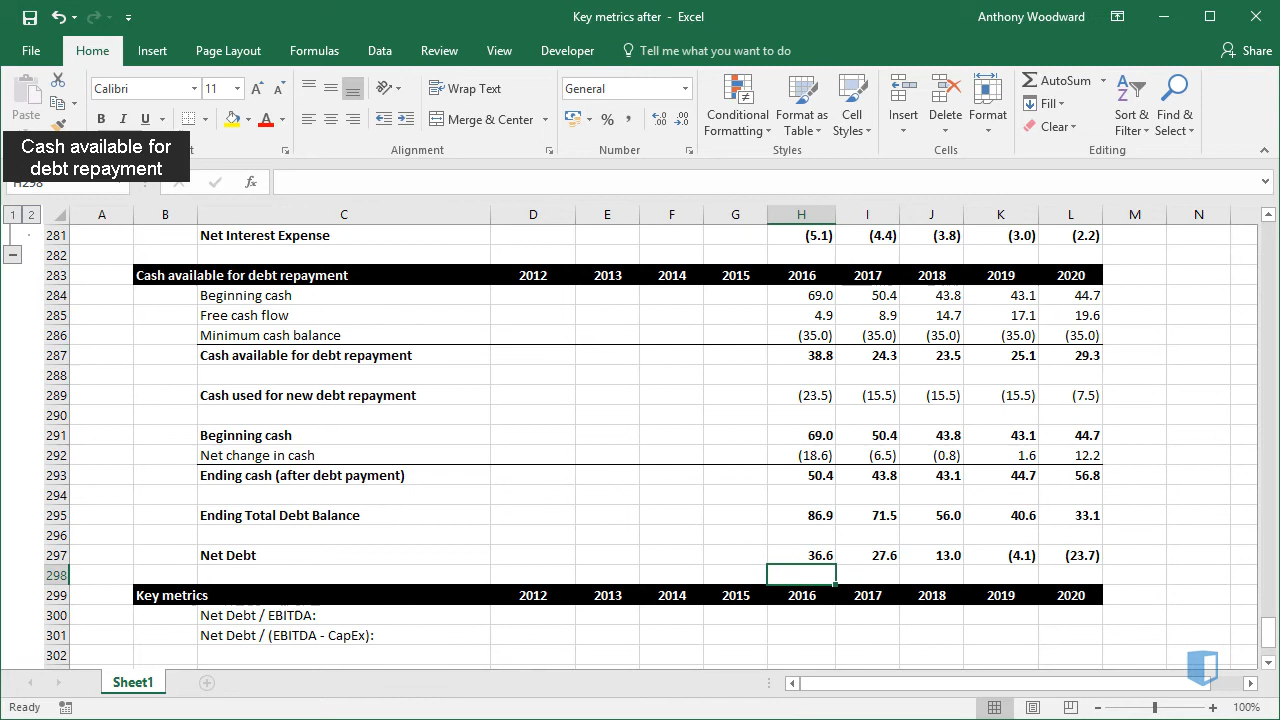 Key metrics after - Excel
Anthony Woodward
File Home Insert Page Layout Formulas Data Review View Developer Tell me what you want to do Share
Paste
Calibri 11
B I U
Wrap Text
Merge & Center
Alignment
General
Number
Conditional Formatting
Format as Table
Cell Styles
Styles
Insert Delete Format
Cells
AutoSum
Fill
Clear
Sort & Filter
Find & Select
Editing
Cash available for
debt repayment
H298
fx
1 2
A B C D E F G H I J K L M N
281 Net Interest Expense (5.1) (4.4) (3.8) (3.0) (2.2)
282
283 Cash available for debt repayment 2012 2013 2014 2015 2016 2017 2018 2019 2020
284 Beginning cash 69.0 50.4 43.8 43.1 44.7
285 Free cash flow 4.9 8.9 14.7 17.1 19.6
286 Minimum cash balance (35.0) (35.0) (35.0) (35.0) (35.0)
287 Cash available for debt repayment 38.8 24.3 23.5 25.1 29.3
288
289 Cash used for new debt repayment (23.5) (15.5) (15.5) (15.5) (7.5)
290
291 Beginning cash 69.0 50.4 43.8 43.1 44.7
292 Net change in cash (18.6) (6.5) (0.8) 1.6 12.2
293 Ending cash (after debt payment) 50.4 43.8 43.1 44.7 56.8
294
295 Ending Total Debt Balance 86.9 71.5 56.0 40.6 33.1
296
297 Net Debt 36.6 27.6 13.0 (4.1) (23.7)
298
299 Key metrics 2012 2013 2014 2015 2016 2017 2018 2019 2020
300 Net Debt / EBITDA:
301 Net Debt / (EBITDA - CapEx):
302
Sheet1
Ready
100%